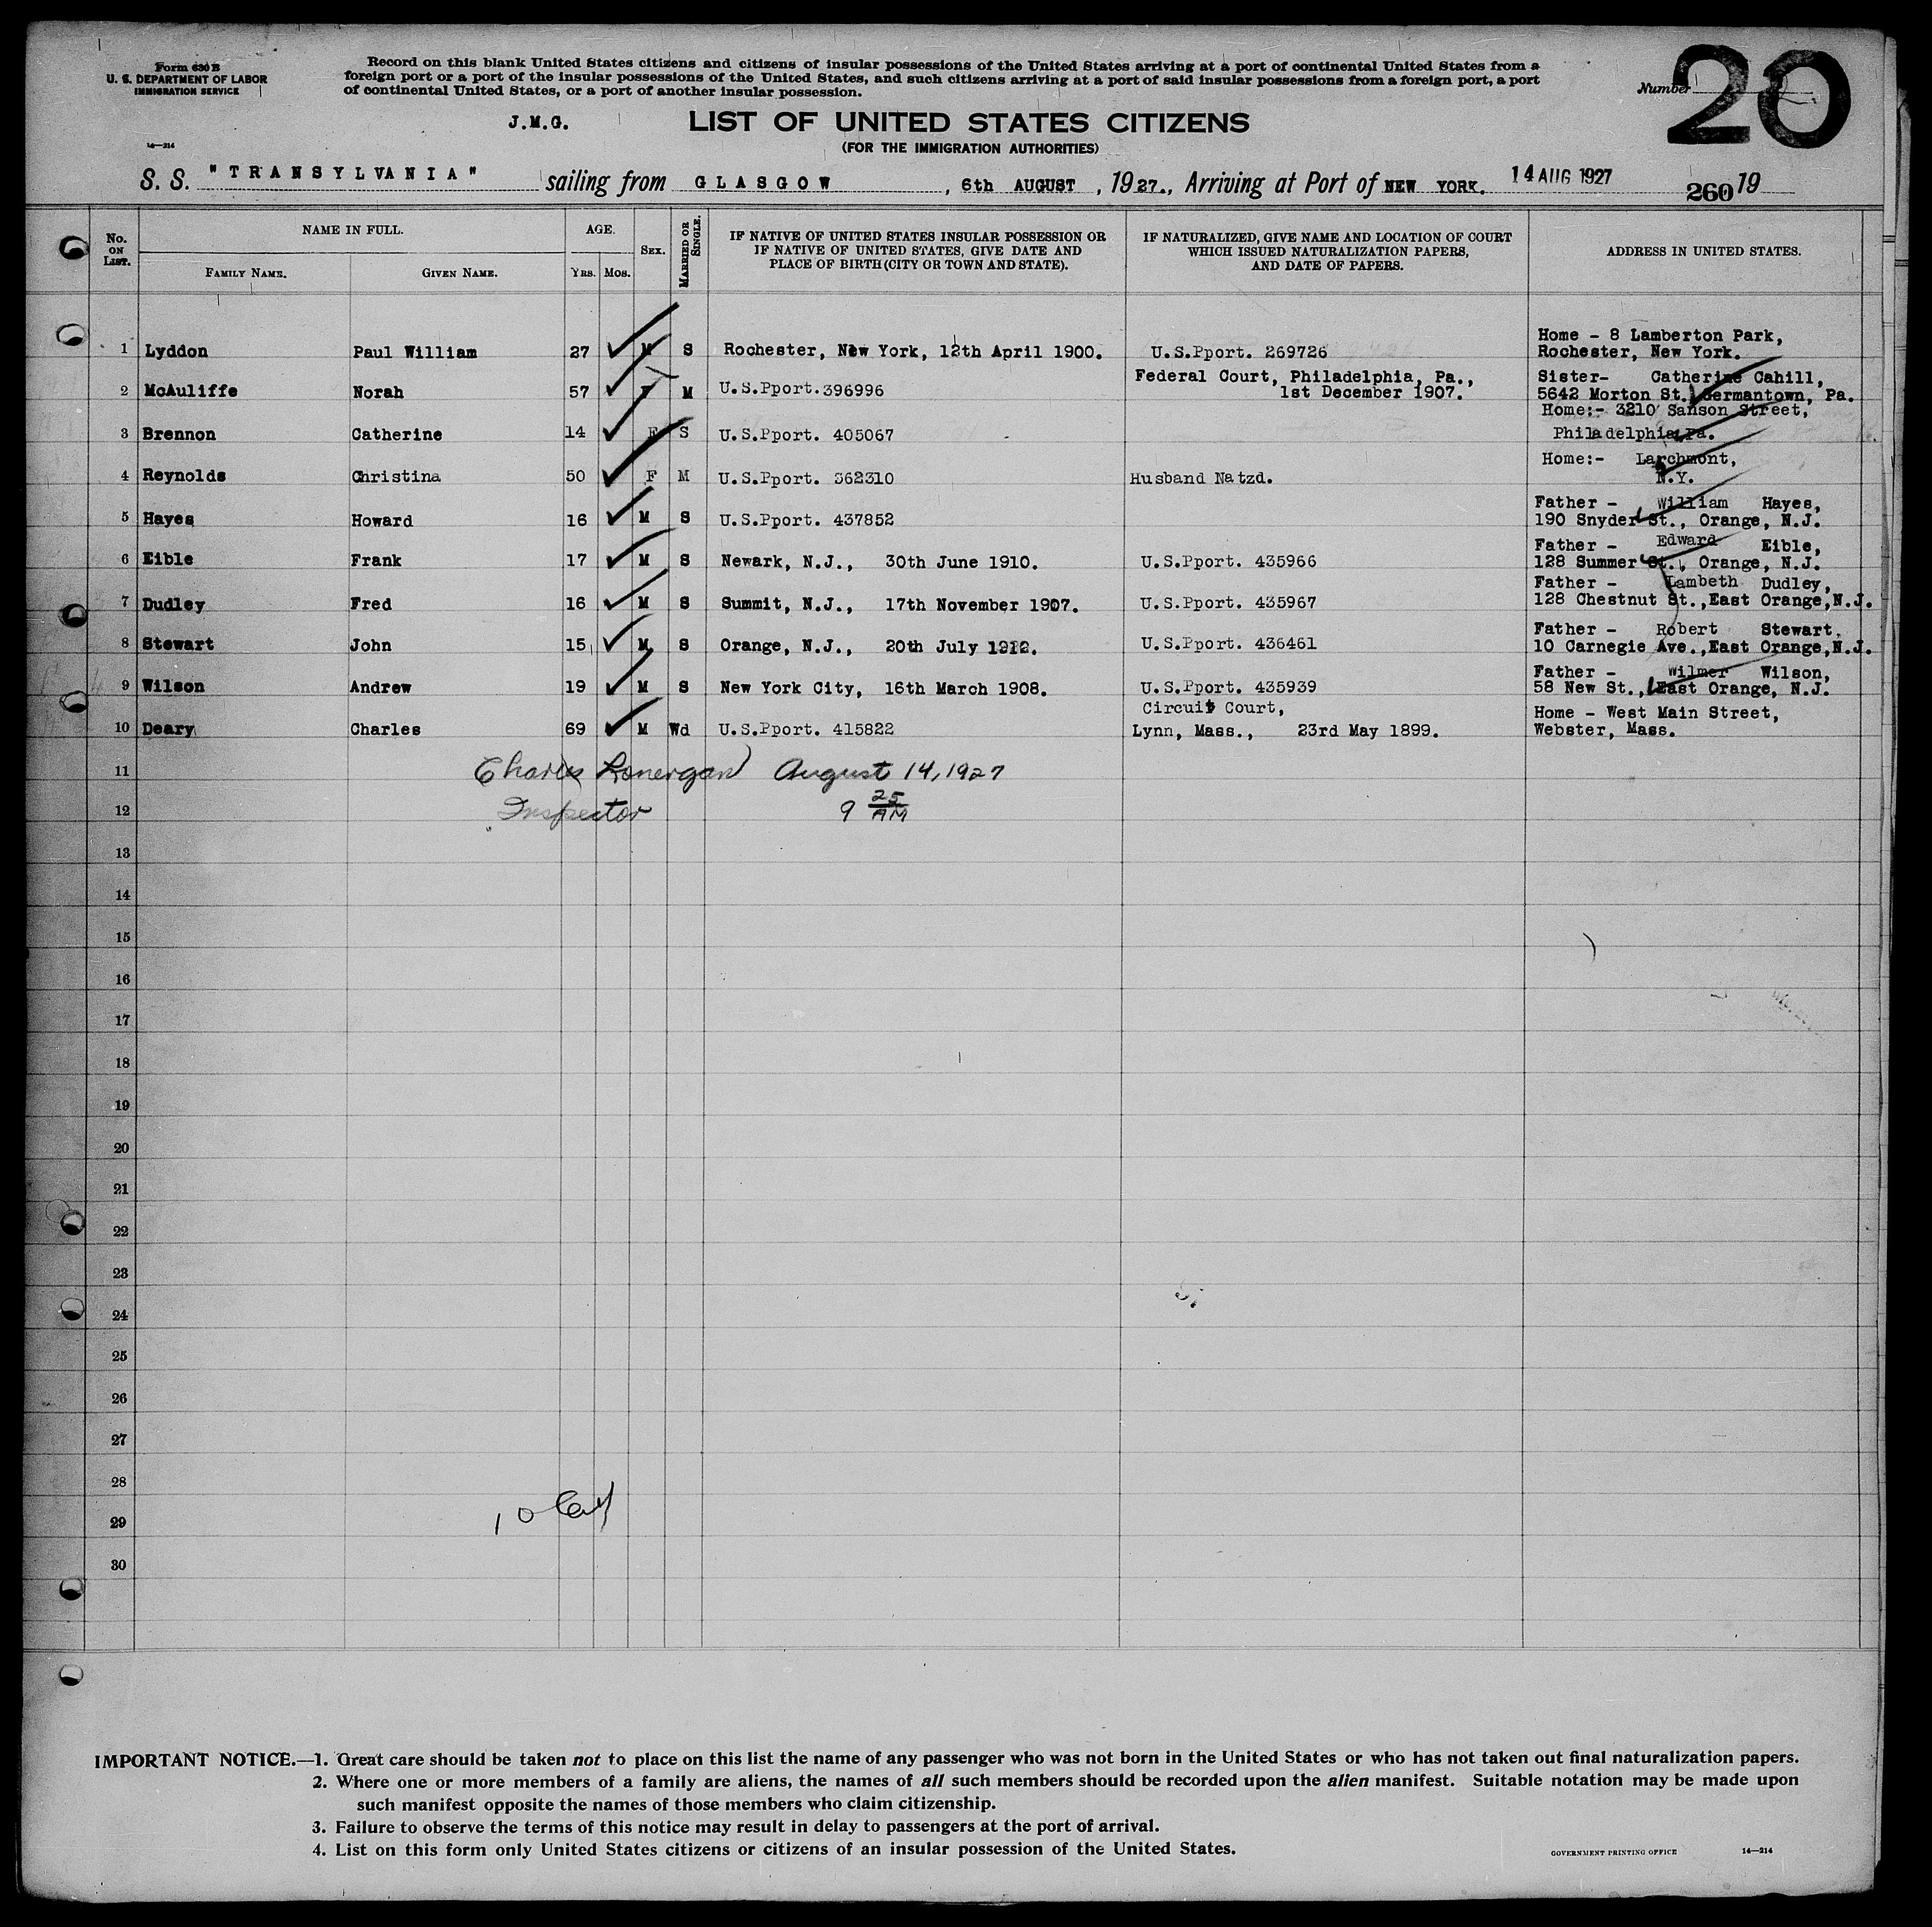 Form 630 B
U. S. DEPARTMENT OF LABOR
IMMIGRATION SERVICE
14—214
Record on this blank United States citizens and citizens of insular possessions of the United States arriving at a port of continental United States from a
foreign port or a port of the insular possessions of the United States, and such citizens arriving at a port of said insular possessions from a foreign port, a port
of continental United States, or a port of another insular possession.
Number
20
J.M.G.
LIST OF UNITED STATES CITIZENS
(FOR THE IMMIGRATION AUTHORITIES)
S. S. "TRANSYLVANIA" sailing from GLASGOW, 6th AUGUST, 1927., Arriving at Port of NEW YORK. 14 AUG 1927 260 19
No. ON LIST. NAME IN FULL. FAMILY NAME. GIVEN NAME. AGE. YRS. MOS. SEX. MARRIED OR SINGLE. IF NATIVE OF UNITED STATES INSULAR POSSESSION OR IF NATIVE OF UNITED STATES, GIVE DATE AND PLACE OF BIRTH (CITY OR TOWN AND STATE). IF NATURALIZED, GIVE NAME AND LOCATION OF COURT WHICH ISSUED NATURALIZATION PAPERS, AND DATE OF PAPERS. ADDRESS IN UNITED STATES.
Home - 8 Lamberton Park,
1 Lyddon Paul William 27 M S Rochester, New York, 12th April 1900. U.S.Pport. 269726 Rochester, New York.
Federal Court, Philadelphia, Pa., Sister- Catherine Cahill,
2 McAuliffe Norah 57 F M U.S.Pport.396996 1st December 1907. 5642 Morton St. Germantown, Pa.
Home:- 3210 Sanson Street,
3 Brennon Catherine 14 F S U.S.Pport. 405067 Philadelphia, Pa.
Home:- Larchmont,
4 Reynolds Christina 50 F M U.S.Pport. 362310 Husband Natzd. N.Y.
Father - William Hayes,
5 Hayes Howard 16 M S U.S.Pport. 437852 190 Snyder St., Orange, N.J.
Father - Edward Eible,
6 Eible Frank 17 M S Newark, N.J., 30th June 1910. U.S.Pport. 435966 128 Summer St., Orange, N.J.
Father - Lambeth Dudley,
7 Dudley Fred 16 M S Summit, N.J., 17th November 1907. U.S.Pport. 435967 128 Chestnut St.,East Orange,N.J.
Father - Robert Stewart,
8 Stewart John 15 M S Orange, N.J., 20th July 1912. U.S.Pport. 436461 10 Carnegie Ave.,East Orange,N.J.
Father - Wilmer Wilson,
9 Wilson Andrew 19 M S New York City, 16th March 1908. U.S.Pport. 435939 58 New St., East Orange, N.J.
Circuit Court, Home - West Main Street,
10 Deary Charles 69 M Wd U.S.Pport. 415822 Lynn, Mass., 23rd May 1899. Webster, Mass.
11 Charles Lonergan August 14, 1927
12 Inspector 9 25 AM
13
14
15
16
17
18
19
20
21
22
23
24
25
26
27
28
29 10
30
IMPORTANT NOTICE.—1. Great care should be taken not to place on this list the name of any passenger who was not born in the United States or who has not taken out final naturalization papers.
2. Where one or more members of a family are aliens, the names of all such members should be recorded upon the alien manifest. Suitable notation may be made upon
such manifest opposite the names of those members who claim citizenship.
3. Failure to observe the terms of this notice may result in delay to passengers at the port of arrival.
4. List on this form only United States citizens or citizens of an insular possession of the United States.
GOVERNMENT PRINTING OFFICE 14—214